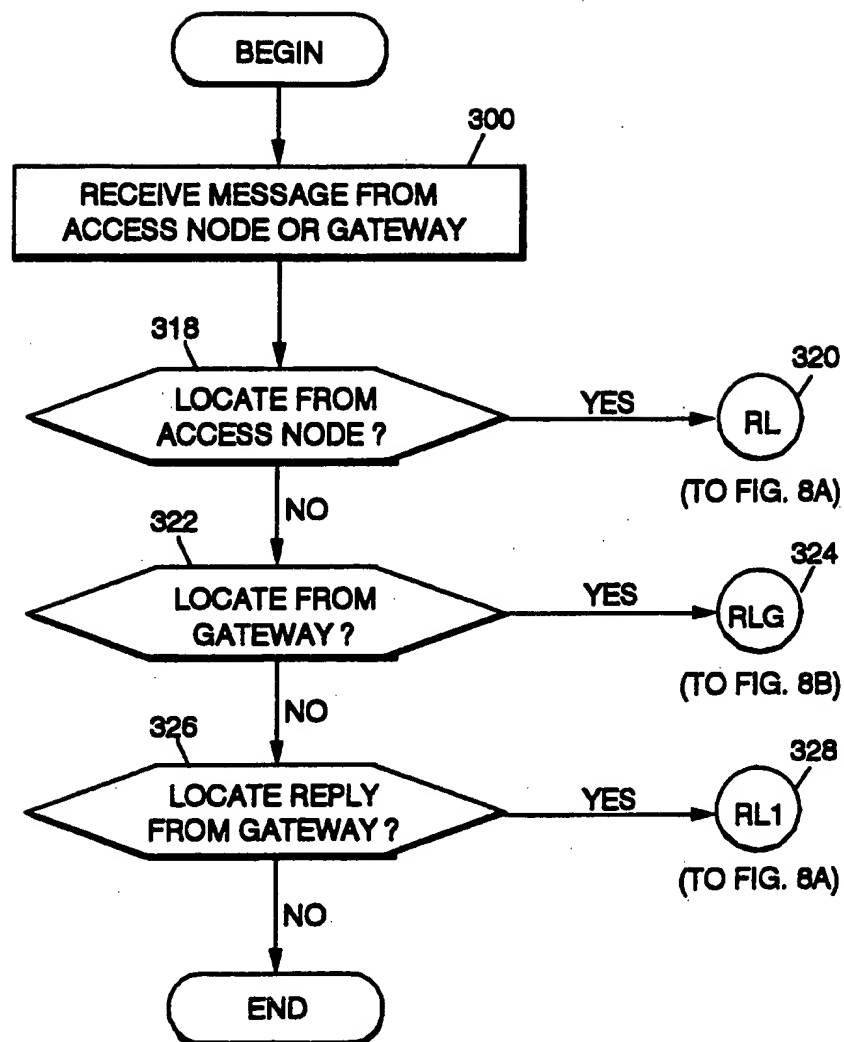 BEGIN
300
RECEIVE MESSAGE FROM
ACCESS NODE OR GATEWAY
318
LOCATE FROM
ACCESS NODE ?
YES
320
RL
(TO FIG. 8A)
NO
322
LOCATE FROM
GATEWAY ?
YES
324
RLG
(TO FIG. 8B)
NO
326
LOCATE REPLY
FROM GATEWAY ?
YES
328
RL1
(TO FIG. 8A)
NO
END